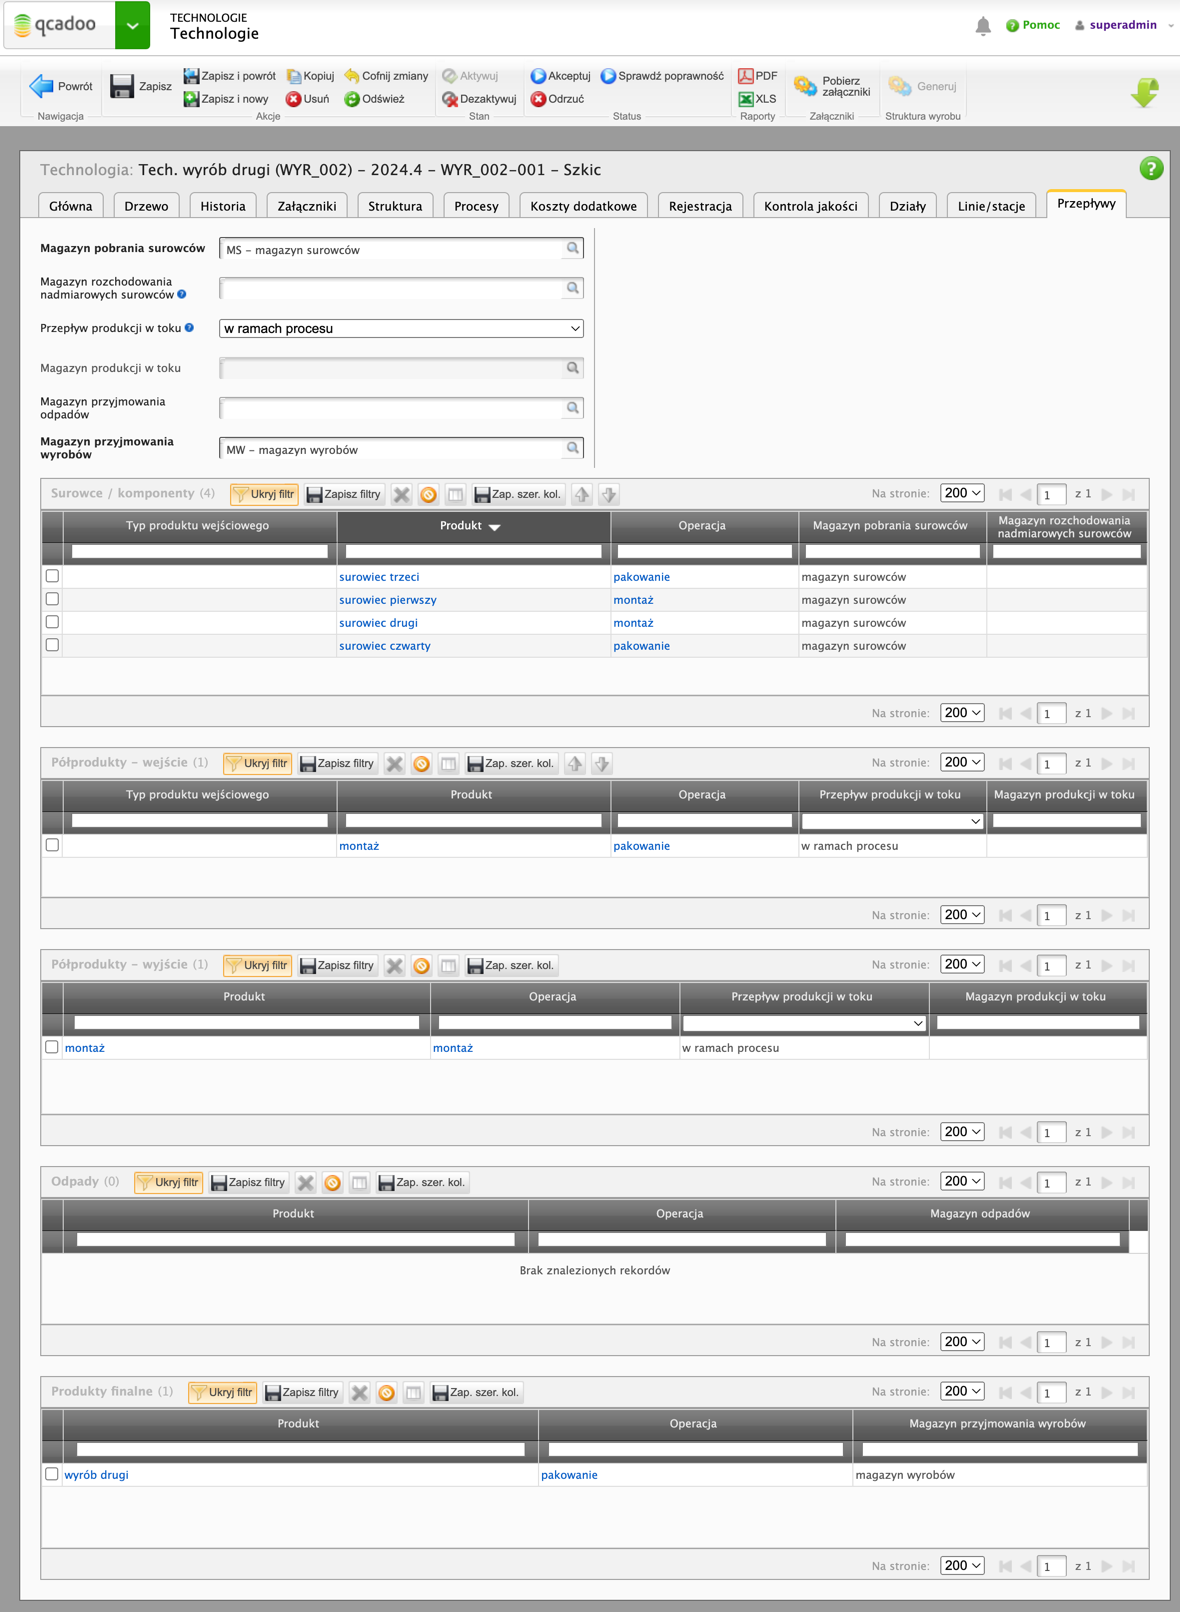 qcadoo
TECHNOLOGIE
Technologie
Pomoc superadmin
Powrót Zapisz Zapisz i powrót Kopiuj Cofnij zmiany Aktywuj Akceptuj Sprawdź poprawność PDF Pobierz załączniki Generuj
Zapisz i nowy Usuń Odśwież Dezaktywuj Odrzuć XLS
Nawigacja Akcje Stan Status Raporty Załączniki Struktura wyrobu
Technologia: Tech. wyrób drugi (WYR_002) - 2024.4 - WYR_002-001 - Szkic ?
Główna Drzewo Historia Załączniki Struktura Procesy Koszty dodatkowe Rejestracja Kontrola jakości Działy Linie/stacje Przepływy
Magazyn pobrania surowców MS - magazyn surowców
Magazyn rozchodowania
nadmiarowych surowców ?
Przepływ produkcji w toku ? w ramach procesu
Magazyn produkcji w toku
Magazyn przyjmowania
odpadów
Magazyn przyjmowania
wyrobów MW - magazyn wyrobów
Surowce / komponenty (4) Ukryj filtr Zapisz filtry Zap. szer. kol. Na stronie: 200 1 z 1
Typ produktu wejściowego Produkt Operacja Magazyn pobrania surowców Magazyn rozchodowania nadmiarowych surowców
surowiec trzeci pakowanie magazyn surowców
surowiec pierwszy montaż magazyn surowców
surowiec drugi montaż magazyn surowców
surowiec czwarty pakowanie magazyn surowców
Na stronie: 200 1 z 1
Półprodukty - wejście (1) Ukryj filtr Zapisz filtry Zap. szer. kol. Na stronie: 200 1 z 1
Typ produktu wejściowego Produkt Operacja Przepływ produkcji w toku Magazyn produkcji w toku
montaż pakowanie w ramach procesu
Na stronie: 200 1 z 1
Półprodukty - wyjście (1) Ukryj filtr Zapisz filtry Zap. szer. kol. Na stronie: 200 1 z 1
Produkt Operacja Przepływ produkcji w toku Magazyn produkcji w toku
montaż montaż w ramach procesu
Na stronie: 200 1 z 1
Odpady (0) Ukryj filtr Zapisz filtry Zap. szer. kol. Na stronie: 200 1 z 1
Produkt Operacja Magazyn odpadów
Brak znalezionych rekordów
Na stronie: 200 1 z 1
Produkty finalne (1) Ukryj filtr Zapisz filtry Zap. szer. kol. Na stronie: 200 1 z 1
Produkt Operacja Magazyn przyjmowania wyrobów
wyrób drugi pakowanie magazyn wyrobów
Na stronie: 200 1 z 1